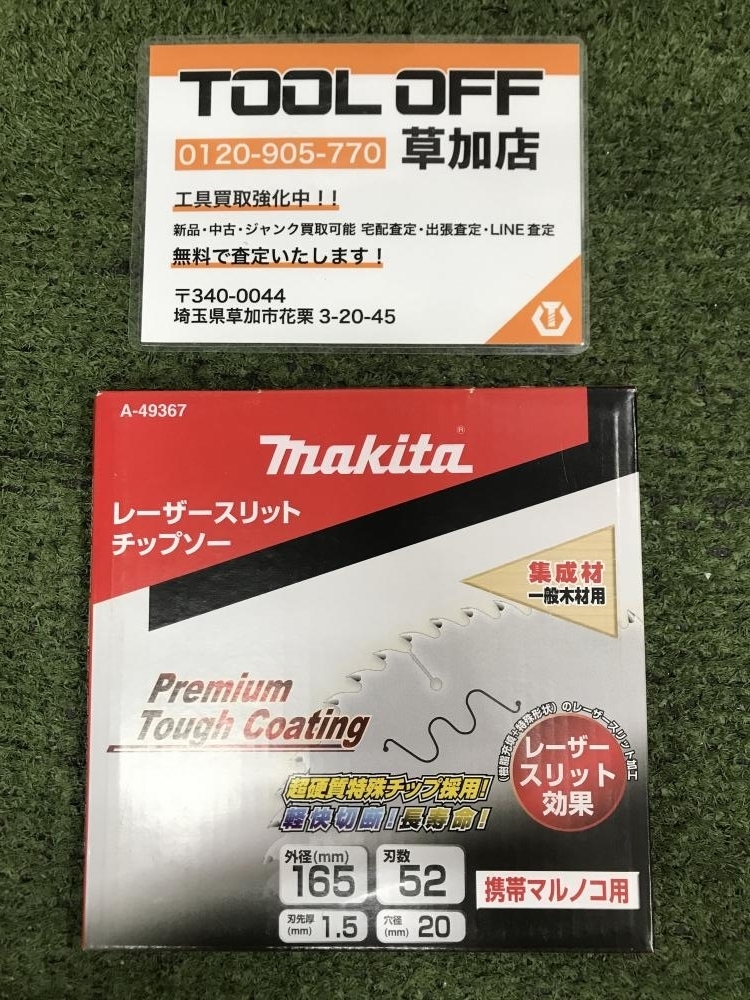 TOOL OFF
0120-905-770 草加店
工具買取強化中！！
新品・中古・ジャンク買取可能 宅配査定・出張査定・LINE査定
無料で査定いたします！
〒340-0044
埼玉県草加市花栗 3-20-45
A-49367
makita®
レーザースリット
チップソー
集成材
一般木材用
Premium
Tough Coating
(樹脂充填+特殊形状)のレーザースリット加工
レーザー
スリット
効果
超硬質特殊チップ採用!
軽快切断!長寿命!
外径(mm) 165
刃数 52
刃先厚(mm) 1.5
穴径(mm) 20
携帯マルノコ用